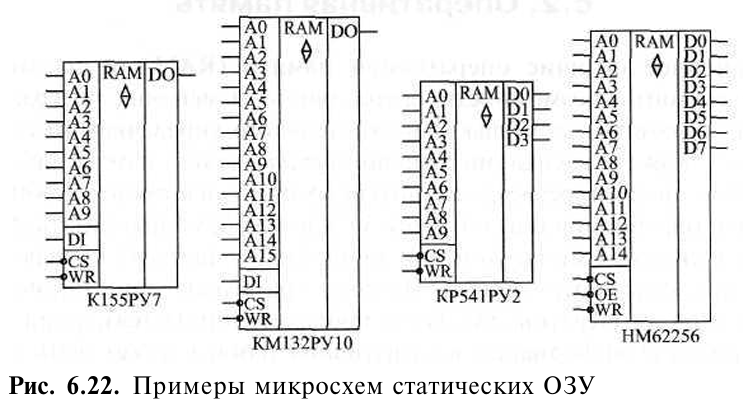 A0 RAM DO
A1
A2
A3
A4
A5
A6
A7
A8
A9
DI
CS
WR
К155РУ7
A0 RAM DO
A1
A2
A3
A4
A5
A6
A7
A8
A9
A10
A11
A12
A13
A14
A15
DI
CS
WR
КМ132РУ10
A0 RAM D0
A1 D1
A2 D2
A3 D3
A4
A5
A6
A7
A8
A9
CS
WR
КР541РУ2
A0 RAM D0
A1 D1
A2 D2
A3 D3
A4 D4
A5 D5
A6 D6
A7 D7
A8
A9
A10
A11
A12
A13
A14
CS
OE
WR
HM62256
Рис. 6.22. Примеры микросхем статических ОЗУ